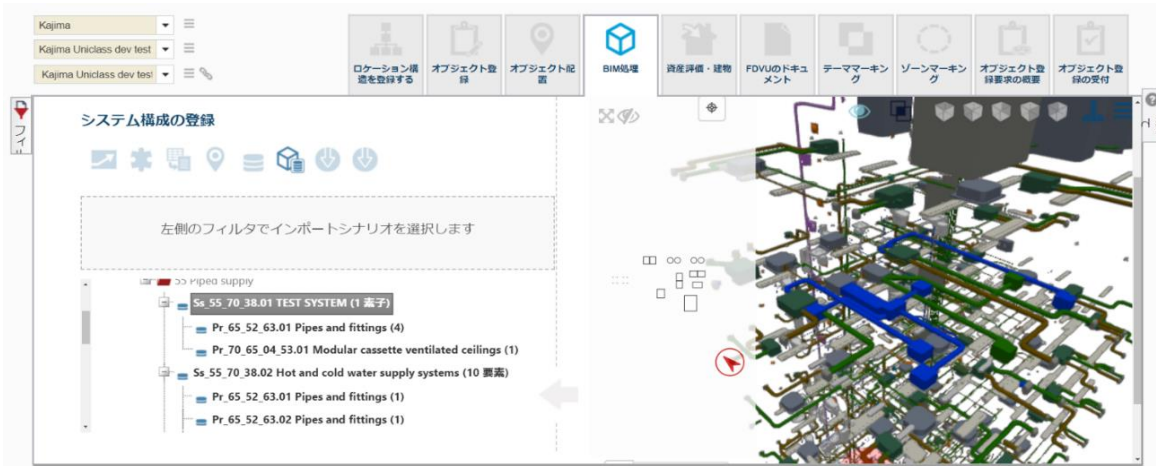 Kajima
Kajima Uniclass dev test
Kajima Uniclass dev test
ロケーション構
造を登録する
オブジェクト登
録
オブジェクト配
置
BIM処理
資産評価・建物
FDVUのドキュ
メント
テーママーキン
グ
ゾーンマーキン
グ
オブジェクト登
録要求の概要
オブジェクト登
録の受付
システム構成の登録
左側のフィルタでインポートシナリオを選択します
55 Piped supply
Ss_55_70_38.01 TEST SYSTEM (1 素子)
Pr_65_52_63.01 Pipes and fittings (4)
Pr_70_65_04_53.01 Modular cassette ventilated ceilings (1)
Ss_55_70_38.02 Hot and cold water supply systems (10 要素)
Pr_65_52_63.01 Pipes and fittings (1)
Pr_65_52_63.02 Pipes and fittings (1)